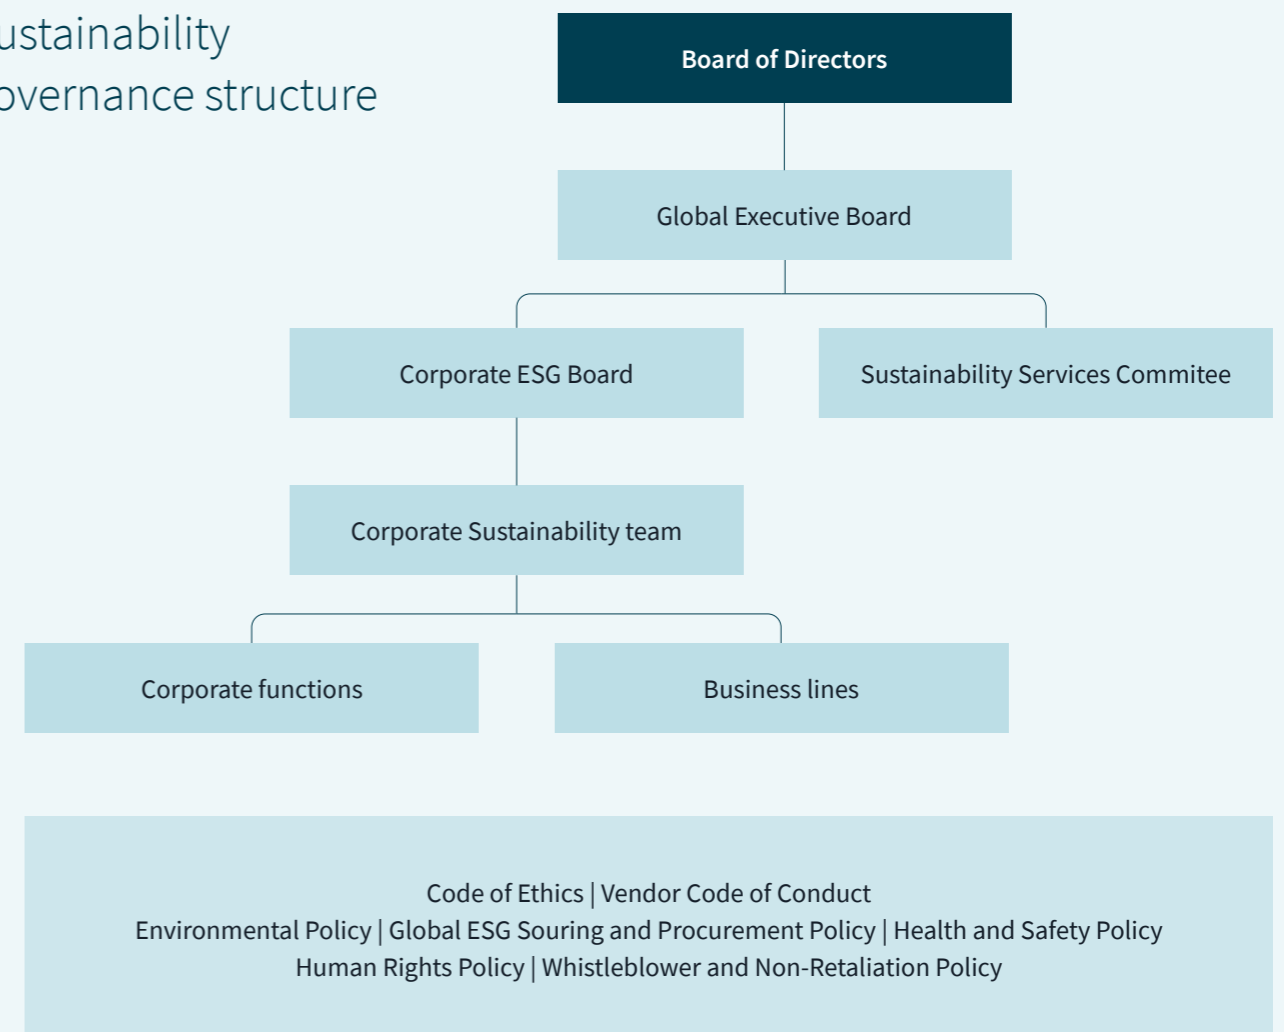 ustainability
overnance structure
Board of Directors
Global Executive Board
Corporate ESG Board
Sustainability Services Commitee
Corporate Sustainability team
Corporate functions
Business lines
Code of Ethics | Vendor Code of Conduct
Environmental Policy | Global ESG Souring and Procurement Policy | Health and Safety Policy
Human Rights Policy | Whistleblower and Non-Retaliation Policy